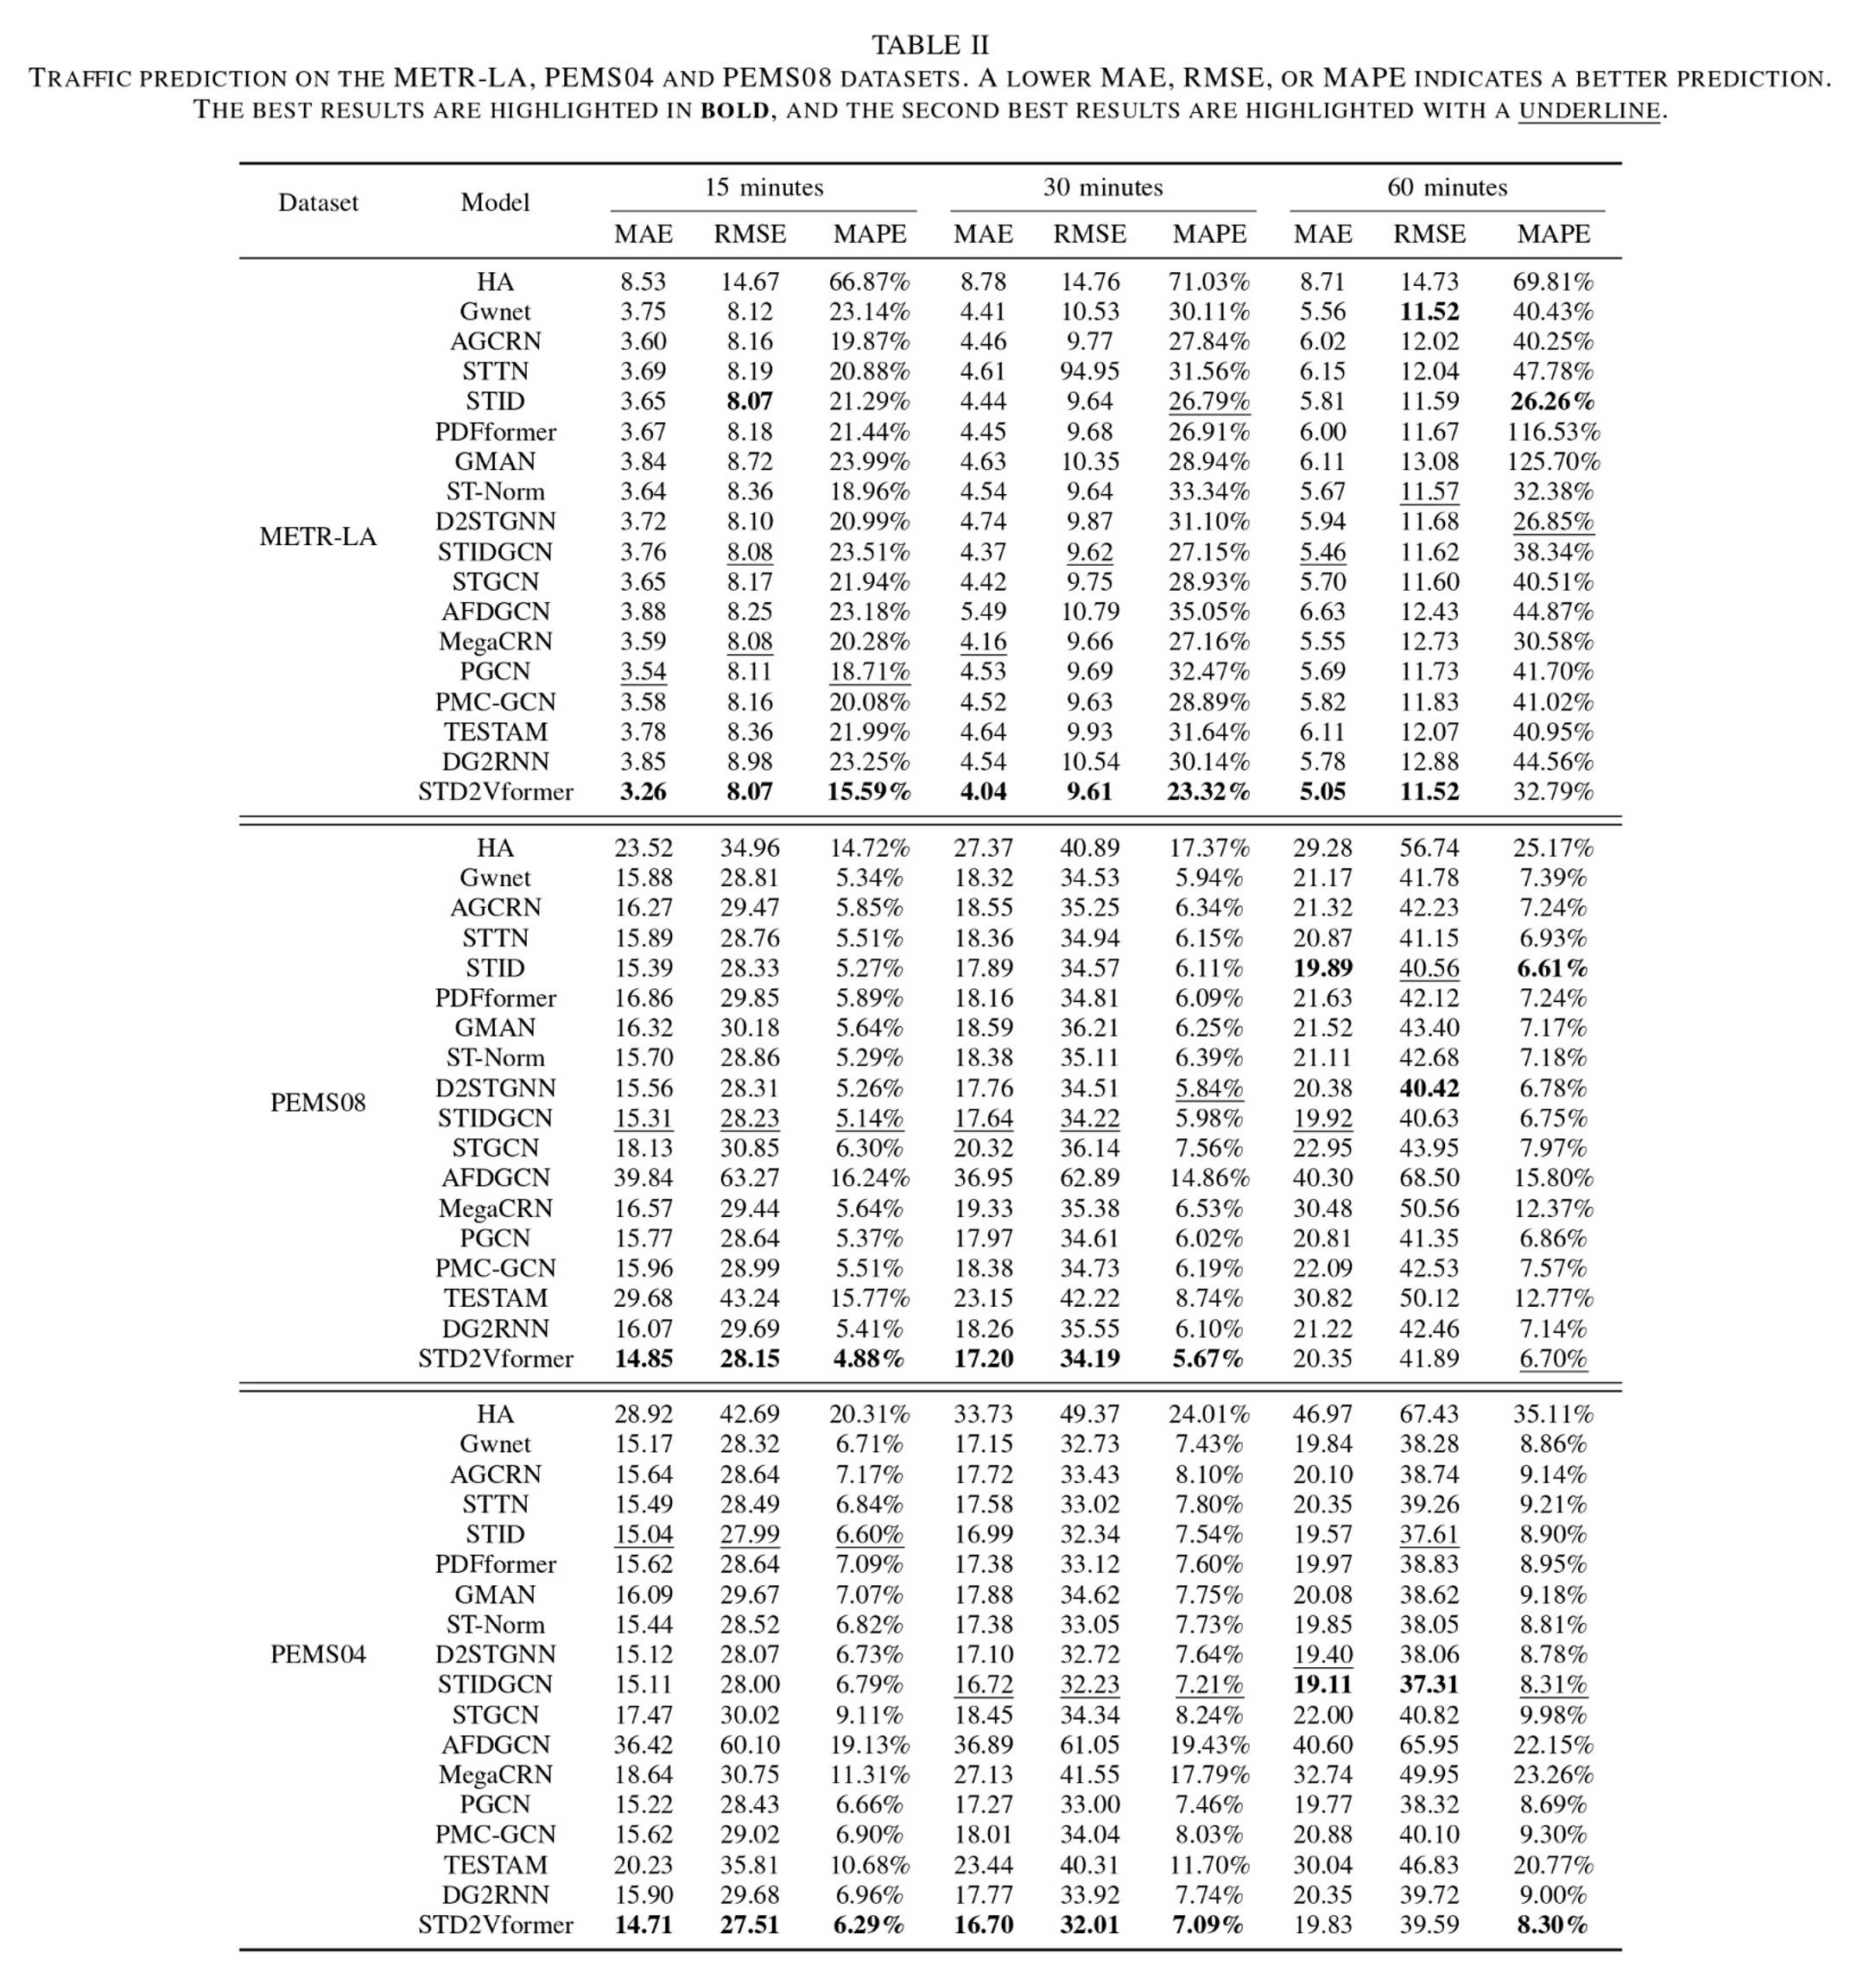 TABLE II
TRAFFIC PREDICTION ON THE METR-LA, PEMS04 AND PEMS08 DATASETS. A LOWER MAE, RMSE, OR MAPE INDICATES A BETTER PREDICTION.
THE BEST RESULTS ARE HIGHLIGHTED IN BOLD, AND THE SECOND BEST RESULTS ARE HIGHLIGHTED WITH A UNDERLINE.
Dataset Model 15 minutes 30 minutes 60 minutes
MAE RMSE MAPE MAE RMSE MAPE MAE RMSE MAPE
METR-LA
HA 8.53 14.67 66.87% 8.78 14.76 71.03% 8.71 14.73 69.81%
Gwnet 3.75 8.12 23.14% 4.41 10.53 30.11% 5.56 11.52 40.43%
AGCRN 3.60 8.16 19.87% 4.46 9.77 27.84% 6.02 12.02 40.25%
STTN 3.69 8.19 20.88% 4.61 94.95 31.56% 6.15 12.04 47.78%
STID 3.65 8.07 21.29% 4.44 9.64 26.79% 5.81 11.59 26.26%
PDFformer 3.67 8.18 21.44% 4.45 9.68 26.91% 6.00 11.67 116.53%
GMAN 3.84 8.72 23.99% 4.63 10.35 28.94% 6.11 13.08 125.70%
ST-Norm 3.64 8.36 18.96% 4.54 9.64 33.34% 5.67 11.57 32.38%
D2STGNN 3.72 8.10 20.99% 4.74 9.87 31.10% 5.94 11.68 26.85%
STIDGCN 3.76 8.08 23.51% 4.37 9.62 27.15% 5.46 11.62 38.34%
STGCN 3.65 8.17 21.94% 4.42 9.75 28.93% 5.70 11.60 40.51%
AFDGCN 3.88 8.25 23.18% 5.49 10.79 35.05% 6.63 12.43 44.87%
MegaCRN 3.59 8.08 20.28% 4.16 9.66 27.16% 5.55 12.73 30.58%
PGCN 3.54 8.11 18.71% 4.53 9.69 32.47% 5.69 11.73 41.70%
PMC-GCN 3.58 8.16 20.08% 4.52 9.63 28.89% 5.82 11.83 41.02%
TESTAM 3.78 8.36 21.99% 4.64 9.93 31.64% 6.11 12.07 40.95%
DG2RNN 3.85 8.98 23.25% 4.54 10.54 30.14% 5.78 12.88 44.56%
STD2Vformer 3.26 8.07 15.59% 4.04 9.61 23.32% 5.05 11.52 32.79%
PEMS08
HA 23.52 34.96 14.72% 27.37 40.89 17.37% 29.28 56.74 25.17%
Gwnet 15.88 28.81 5.34% 18.32 34.53 5.94% 21.17 41.78 7.39%
AGCRN 16.27 29.47 5.85% 18.55 35.25 6.34% 21.32 42.23 7.24%
STTN 15.89 28.76 5.51% 18.36 34.94 6.15% 20.87 41.15 6.93%
STID 15.39 28.33 5.27% 17.89 34.57 6.11% 19.89 40.56 6.61%
PDFformer 16.86 29.85 5.89% 18.16 34.81 6.09% 21.63 42.12 7.24%
GMAN 16.32 30.18 5.64% 18.59 36.21 6.25% 21.52 43.40 7.17%
ST-Norm 15.70 28.86 5.29% 18.38 35.11 6.39% 21.11 42.68 7.18%
D2STGNN 15.56 28.31 5.26% 17.76 34.51 5.84% 20.38 40.42 6.78%
STIDGCN 15.31 28.23 5.14% 17.64 34.22 5.98% 19.92 40.63 6.75%
STGCN 18.13 30.85 6.30% 20.32 36.14 7.56% 22.95 43.95 7.97%
AFDGCN 39.84 63.27 16.24% 36.95 62.89 14.86% 40.30 68.50 15.80%
MegaCRN 16.57 29.44 5.64% 19.33 35.38 6.53% 30.48 50.56 12.37%
PGCN 15.77 28.64 5.37% 17.97 34.61 6.02% 20.81 41.35 6.86%
PMC-GCN 15.96 28.99 5.51% 18.38 34.73 6.19% 22.09 42.53 7.57%
TESTAM 29.68 43.24 15.77% 23.15 42.22 8.74% 30.82 50.12 12.77%
DG2RNN 16.07 29.69 5.41% 18.26 35.55 6.10% 21.22 42.46 7.14%
STD2Vformer 14.85 28.15 4.88% 17.20 34.19 5.67% 20.35 41.89 6.70%
PEMS04
HA 28.92 42.69 20.31% 33.73 49.37 24.01% 46.97 67.43 35.11%
Gwnet 15.17 28.32 6.71% 17.15 32.73 7.43% 19.84 38.28 8.86%
AGCRN 15.64 28.64 7.17% 17.72 33.43 8.10% 20.10 38.74 9.14%
STTN 15.49 28.49 6.84% 17.58 33.02 7.80% 20.35 39.26 9.21%
STID 15.04 27.99 6.60% 16.99 32.34 7.54% 19.57 37.61 8.90%
PDFformer 15.62 28.64 7.09% 17.38 33.12 7.60% 19.97 38.83 8.95%
GMAN 16.09 29.67 7.07% 17.88 34.62 7.75% 20.08 38.62 9.18%
ST-Norm 15.44 28.52 6.82% 17.38 33.05 7.73% 19.85 38.05 8.81%
D2STGNN 15.12 28.07 6.73% 17.10 32.72 7.64% 19.40 38.06 8.78%
STIDGCN 15.11 28.00 6.79% 16.72 32.23 7.21% 19.11 37.31 8.31%
STGCN 17.47 30.02 9.11% 18.45 34.34 8.24% 22.00 40.82 9.98%
AFDGCN 36.42 60.10 19.13% 36.89 61.05 19.43% 40.60 65.95 22.15%
MegaCRN 18.64 30.75 11.31% 27.13 41.55 17.79% 32.74 49.95 23.26%
PGCN 15.22 28.43 6.66% 17.27 33.00 7.46% 19.77 38.32 8.69%
PMC-GCN 15.62 29.02 6.90% 18.01 34.04 8.03% 20.88 40.10 9.30%
TESTAM 20.23 35.81 10.68% 23.44 40.31 11.70% 30.04 46.83 20.77%
DG2RNN 15.90 29.68 6.96% 17.77 33.92 7.74% 20.35 39.72 9.00%
STD2Vformer 14.71 27.51 6.29% 16.70 32.01 7.09% 19.83 39.59 8.30%